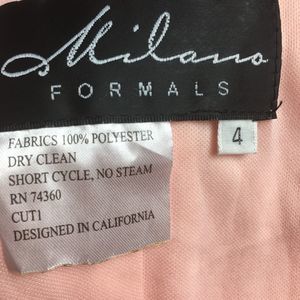 Milano
FORMALS
4
FABRICS 100% POLYESTER
DRY CLEAN
SHORT CYCLE, NO STEAM
RN 74360
CUT1
DESIGNED IN CALIFORNIA